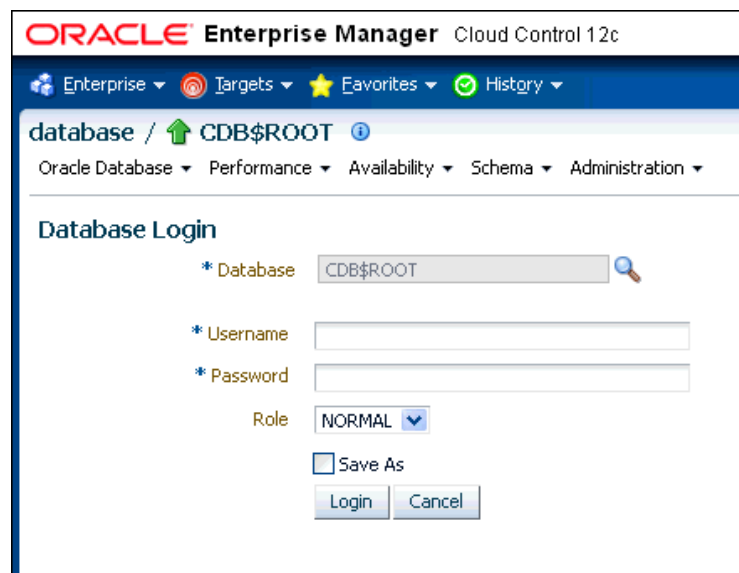 ORACLE Enterprise Manager Cloud Control 12c
Enterprise Targets Favorites History
database / CDB$ROOT
Oracle Database Performance Availability Schema Administration
Database Login
* Database CDB$ROOT
* Username
* Password
Role NORMAL
Save As
Login Cancel